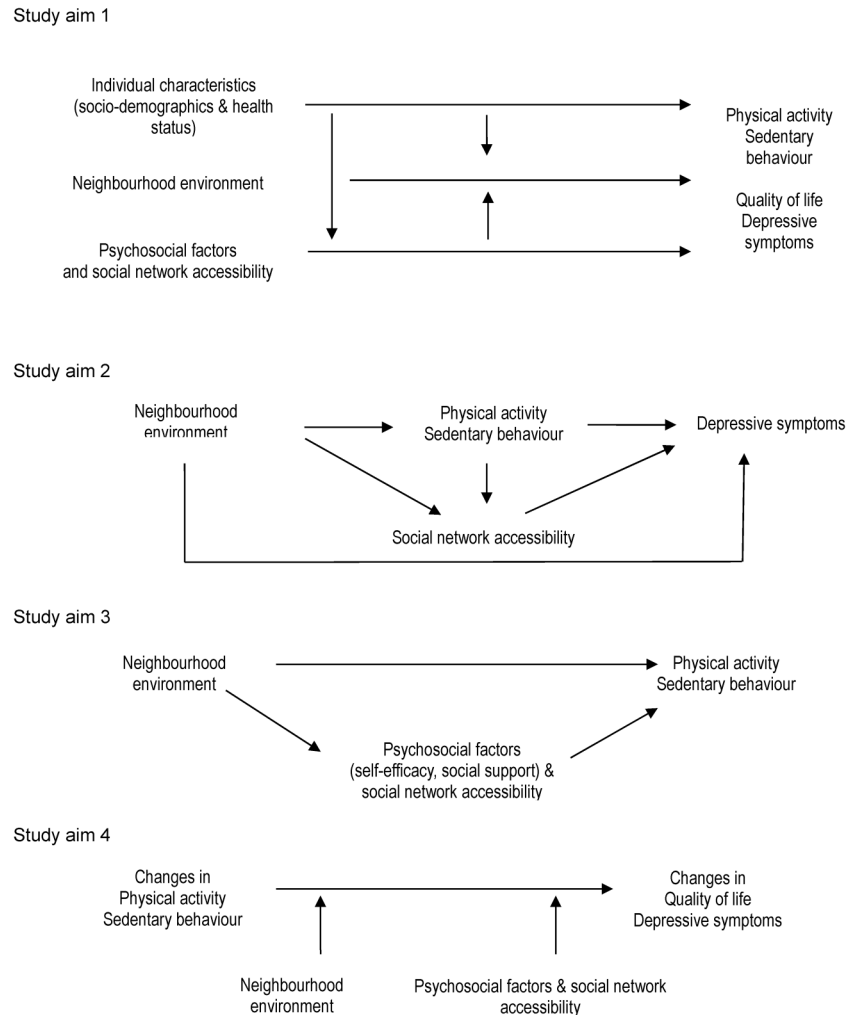 Study aim 1
Individual characteristics
(socio-demographics & health
status)
Physical activity
Sedentary
behaviour
Neighbourhood environment
Quality of life
Depressive
symptoms
Psychosocial factors
and social network accessibility
Study aim 2
Neighbourhood
environment
Physical activity
Sedentary behaviour
Depressive symptoms
Social network accessibility
Study aim 3
Neighbourhood
environment
Physical activity
Sedentary behaviour
Psychosocial factors
(self-efficacy, social support) &
social network accessibility
Study aim 4
Changes in
Physical activity
Sedentary behaviour
Changes in
Quality of life
Depressive symptoms
Neighbourhood
environment
Psychosocial factors & social network
accessibility